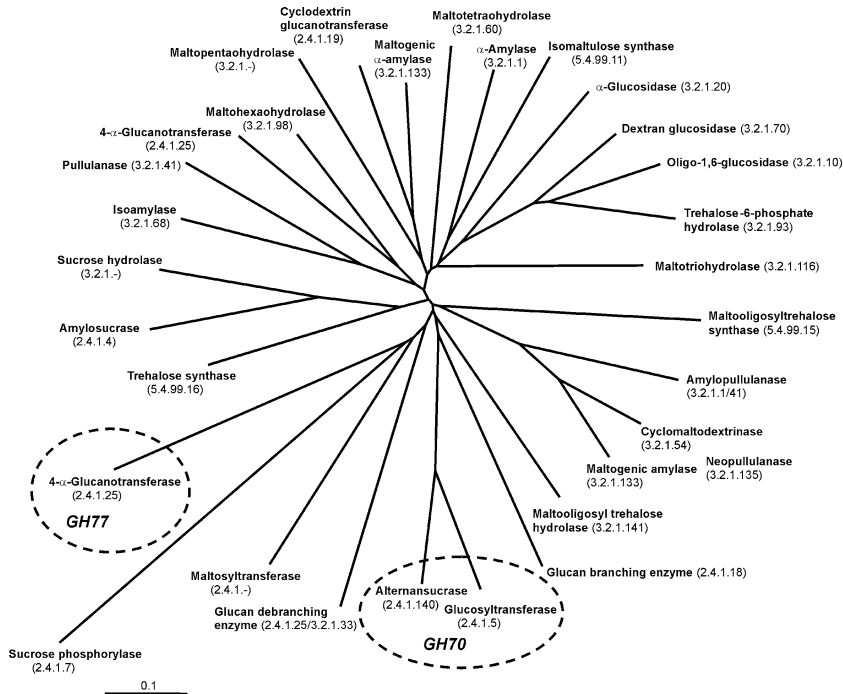 Cyclodextrin
glucanotransferase
(2.4.1.19)
Maltotetraohydrolase
(3.2.1.60)
Maltopentaohydrolase
(3.2.1.-)
Maltogenic
α-amylase
(3.2.1.133)
α-Amylase
(3.2.1.1)
Isomaltulose synthase
(5.4.99.11)
α-Glucosidase (3.2.1.20)
Maltohexaohydrolase
(3.2.1.98)
4-α-Glucanotransferase
(2.4.1.25)
Dextran glucosidase (3.2.1.70)
Pullulanase (3.2.1.41)
Oligo-1,6-glucosidase (3.2.1.10)
Isoamylase
(3.2.1.68)
Trehalose-6-phosphate
hydrolase (3.2.1.93)
Sucrose hydrolase
(3.2.1.-)
Maltotriohydrolase (3.2.1.116)
Amylosucrase
(2.4.1.4)
Maltooligosyltrehalose
synthase (5.4.99.15)
Trehalose synthase
(5.4.99.16)
Amylopullulanase
(3.2.1.1/41)
Cyclomaltodextrinase
(3.2.1.54)
Maltogenic amylase
(3.2.1.133)
Neopullulanase
(3.2.1.135)
4-α-Glucanotransferase
(2.4.1.25)
GH77
Maltooligosyl trehalose
hydrolase (3.2.1.141)
Glucan branching enzyme (2.4.1.18)
Maltosyltransferase
(2.4.1.-)
Alternansucrase
(2.4.1.140)
Glucosyltransferase
(2.4.1.5)
GH70
Glucan debranching
enzyme (2.4.1.25/3.2.1.33)
Sucrose phosphorylase
(2.4.1.7)
0.1